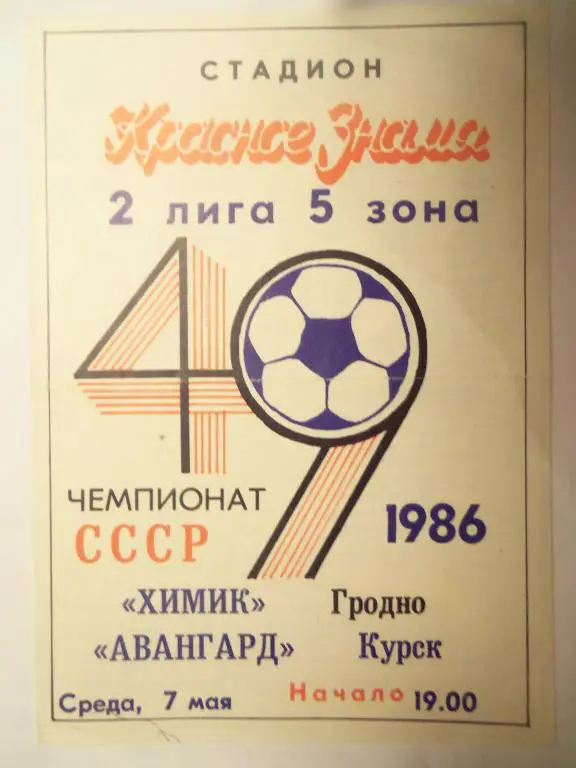 СТАДИОН
Красное Знамя
2 лига 5 зона
49
ЧЕМПИОНАТ
СССР
1986
«ХИМИК» Гродно
«АВАНГАРД» Курск
Среда, 7 мая Начало 19.00